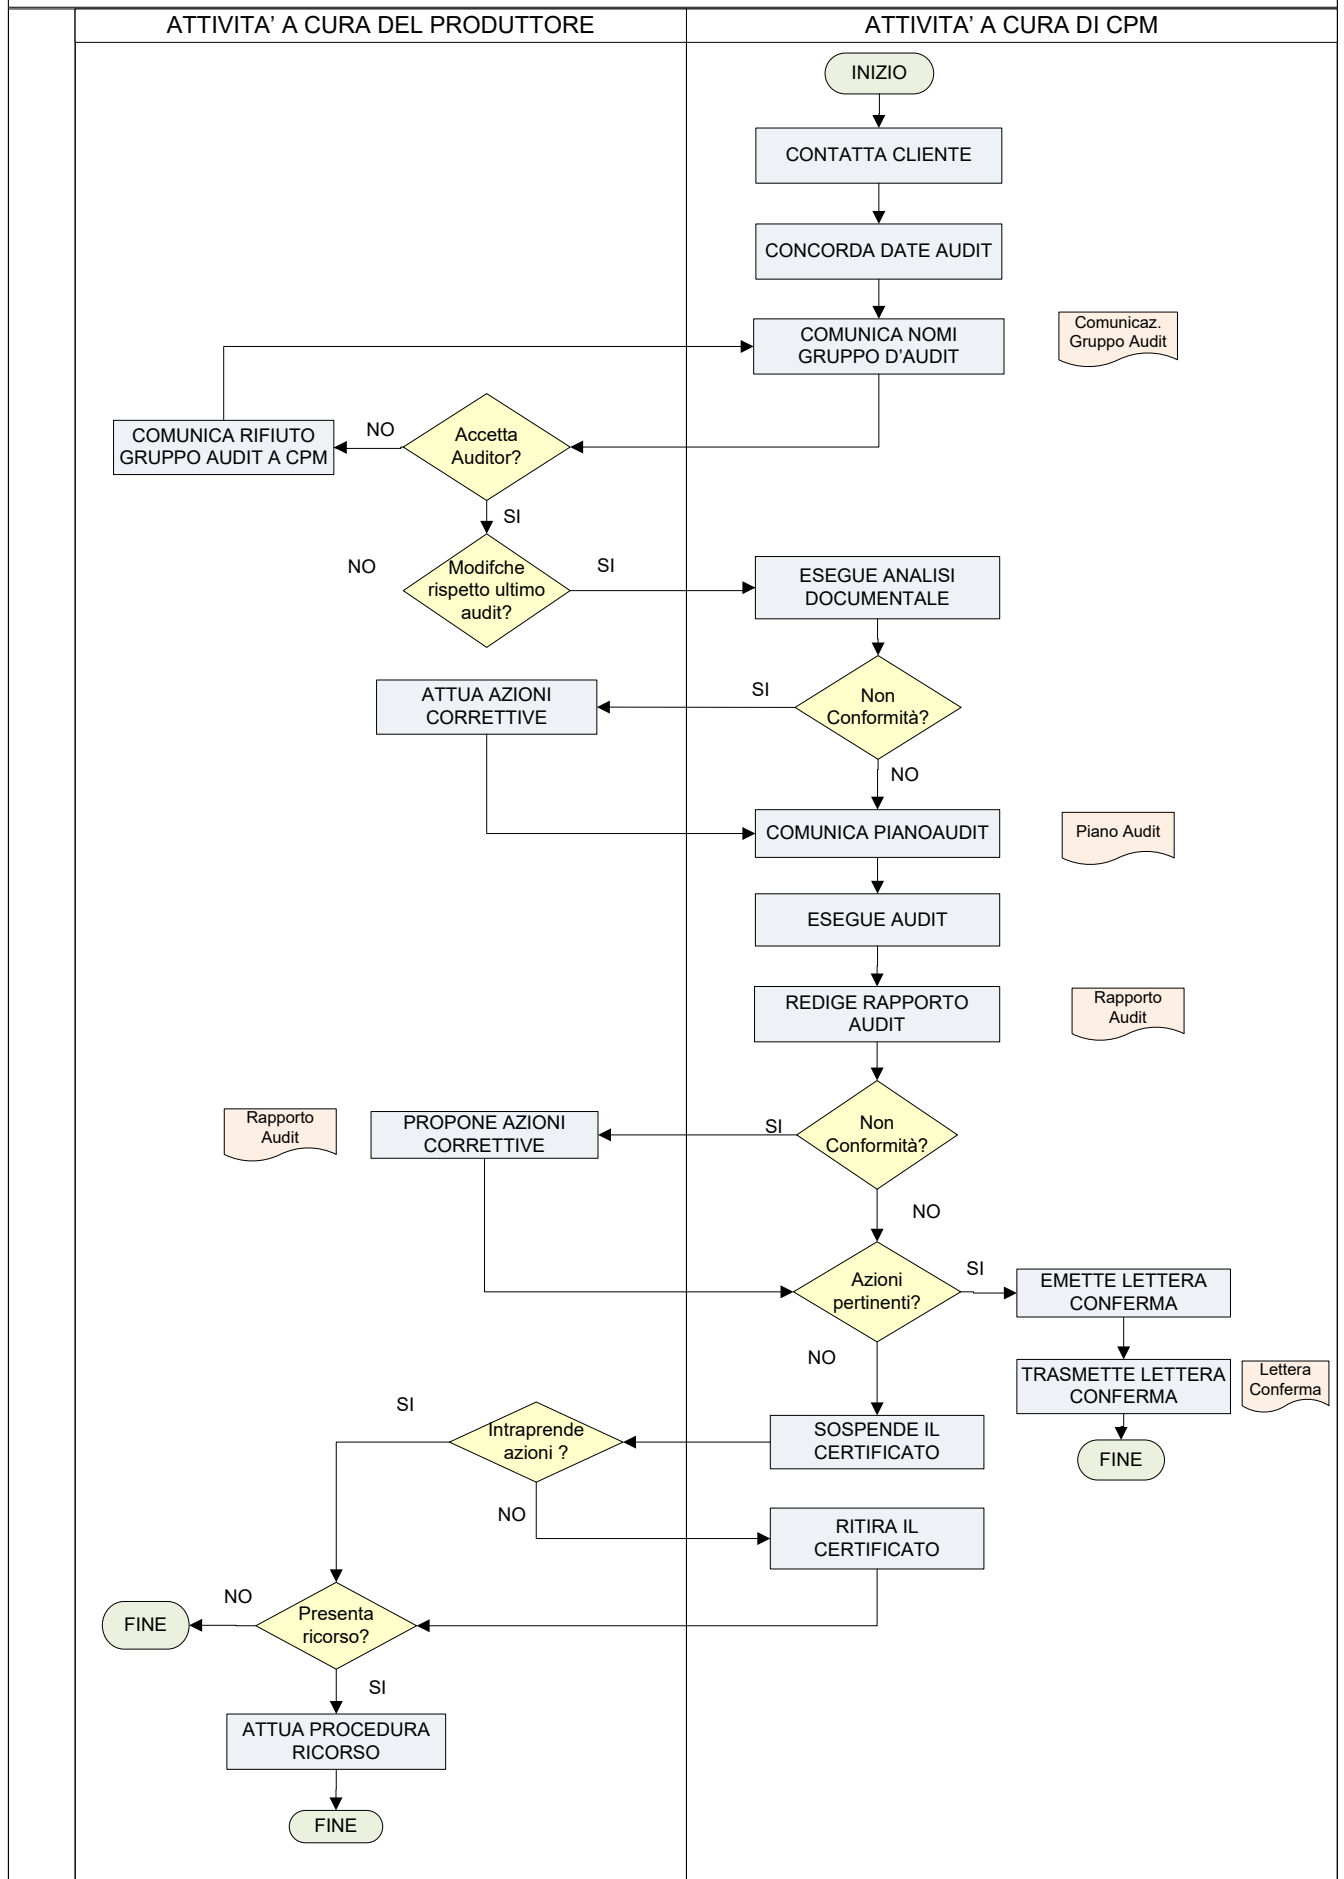 ATTIVITA' A CURA DEL PRODUTTORE
ATTIVITA' A CURA DI CPM
INIZIO
CONTATTA CLIENTE
CONCORDA DATE AUDIT
COMUNICA NOMI
GRUPPO D'AUDIT
Comunicaz.
Gruppo Audit
COMUNICA RIFIUTO
GRUPPO AUDIT A CPM
NO
Accetta
Auditor?
SI
NO
Modifche
rispetto ultimo
audit?
SI
ESEGUE ANALISI
DOCUMENTALE
ATTUA AZIONI
CORRETTIVE
SI
Non
Conformità?
NO
COMUNICA PIANOAUDIT
Piano Audit
ESEGUE AUDIT
REDIGE RAPPORTO
AUDIT
Rapporto
Audit
Rapporto
Audit
PROPONE AZIONI
CORRETTIVE
SI
Non
Conformità?
NO
Azioni
pertinenti?
SI
EMETTE LETTERA
CONFERMA
NO
TRASMETTE LETTERA
CONFERMA
Lettera
Conferma
SI
Intraprende
azioni ?
SOSPENDE IL
CERTIFICATO
FINE
NO
RITIRA IL
CERTIFICATO
FINE
NO
Presenta
ricorso?
SI
ATTUA PROCEDURA
RICORSO
FINE